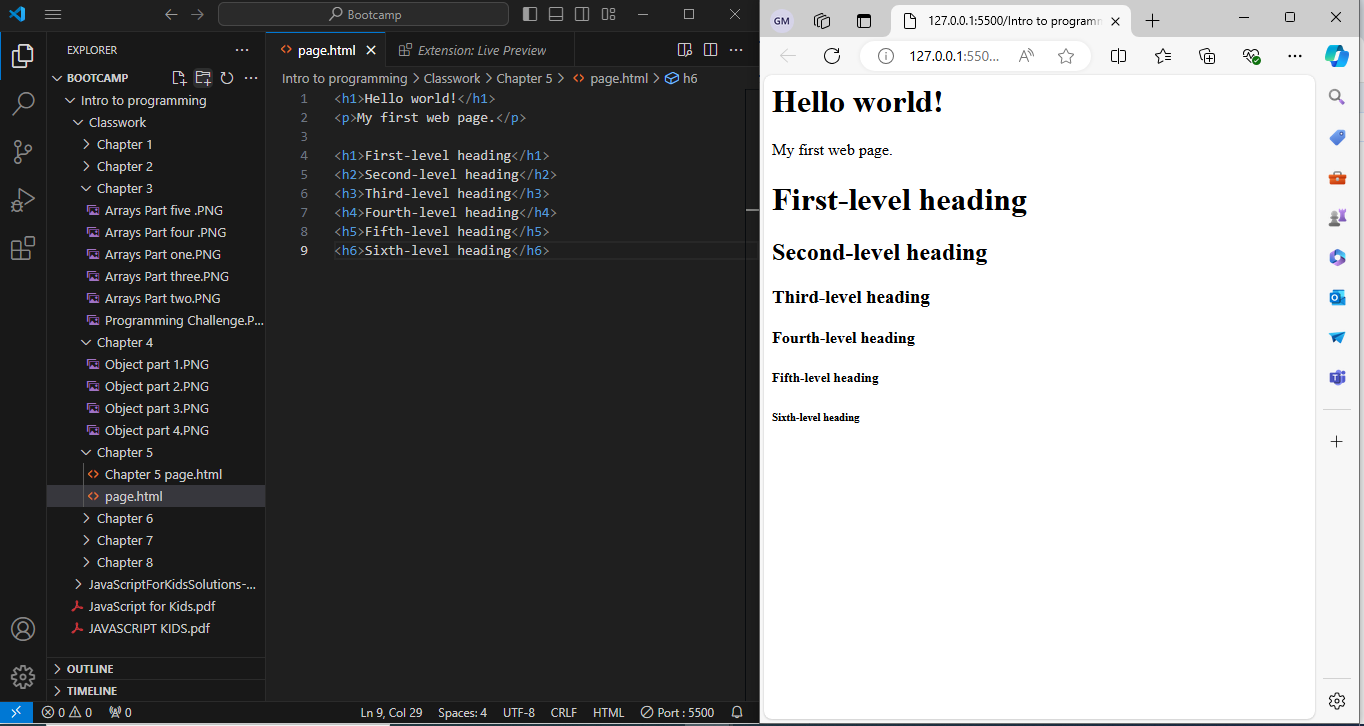 Bootcamp
EXPLORER
BOOTCAMP
Intro to programming
Classwork
Chapter 1
Chapter 2
Chapter 3
Arrays Part five .PNG
Arrays Part four .PNG
Arrays Part one.PNG
Arrays Part three.PNG
Arrays Part two.PNG
Programming Challenge.P...
Chapter 4
Object part 1.PNG
Object part 2.PNG
Object part 3.PNG
Object part 4.PNG
Chapter 5
Chapter 5 page.html
page.html
Chapter 6
Chapter 7
Chapter 8
JavaScriptForKidsSolutions-...
JavaScript for Kids.pdf
JAVASCRIPT KIDS.pdf
OUTLINE
TIMELINE
page.html Extension: Live Preview
Intro to programming > Classwork > Chapter 5 > page.html > h6
1 <h1>Hello world!</h1>
2 <p>My first web page.</p>
3
4 <h1>First-level heading</h1>
5 <h2>Second-level heading</h2>
6 <h3>Third-level heading</h3>
7 <h4>Fourth-level heading</h4>
8 <h5>Fifth-level heading</h5>
9 <h6>Sixth-level heading</h6>
0 0 0 Ln 9, Col 29 Spaces: 4 UTF-8 CRLF HTML Port : 5500
GM 127.0.0.1:5500/Intro to programm
127.0.0.1:550...
Hello world!
My first web page.
First-level heading
Second-level heading
Third-level heading
Fourth-level heading
Fifth-level heading
Sixth-level heading